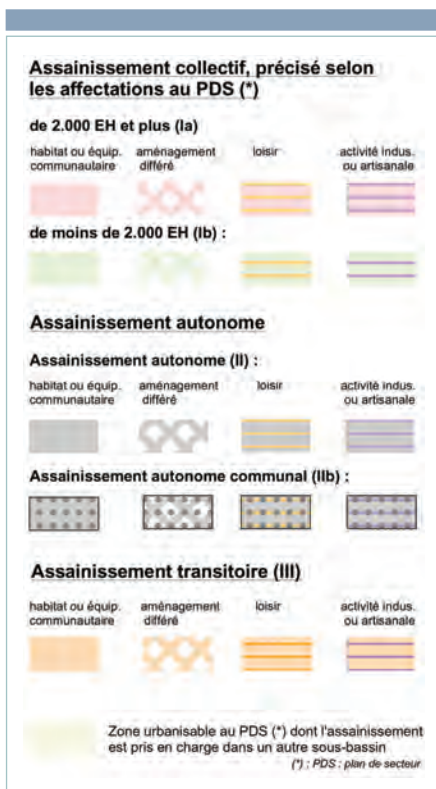 Assainissement collectif, précisé selon
les affectations au PDS (*)
de 2.000 EH et plus (Ia)
habitat ou équip. communautaire
aménagement différé
loisir
activité indus. ou artisanale
de moins de 2.000 EH (Ib) :
Assainissement autonome
Assainissement autonome (II) :
habitat ou équip. communautaire
aménagement différé
loisir
activité indus. ou artisanale
Assainissement autonome communal (IIb) :
Assainissement transitoire (III)
habitat ou équip. communautaire
aménagement différé
loisir
activité indus. ou artisanale
Zone urbanisable au PDS (*) dont l'assainissement
est pris en charge dans un autre sous-bassin
(*) : PDS : plan de secteur